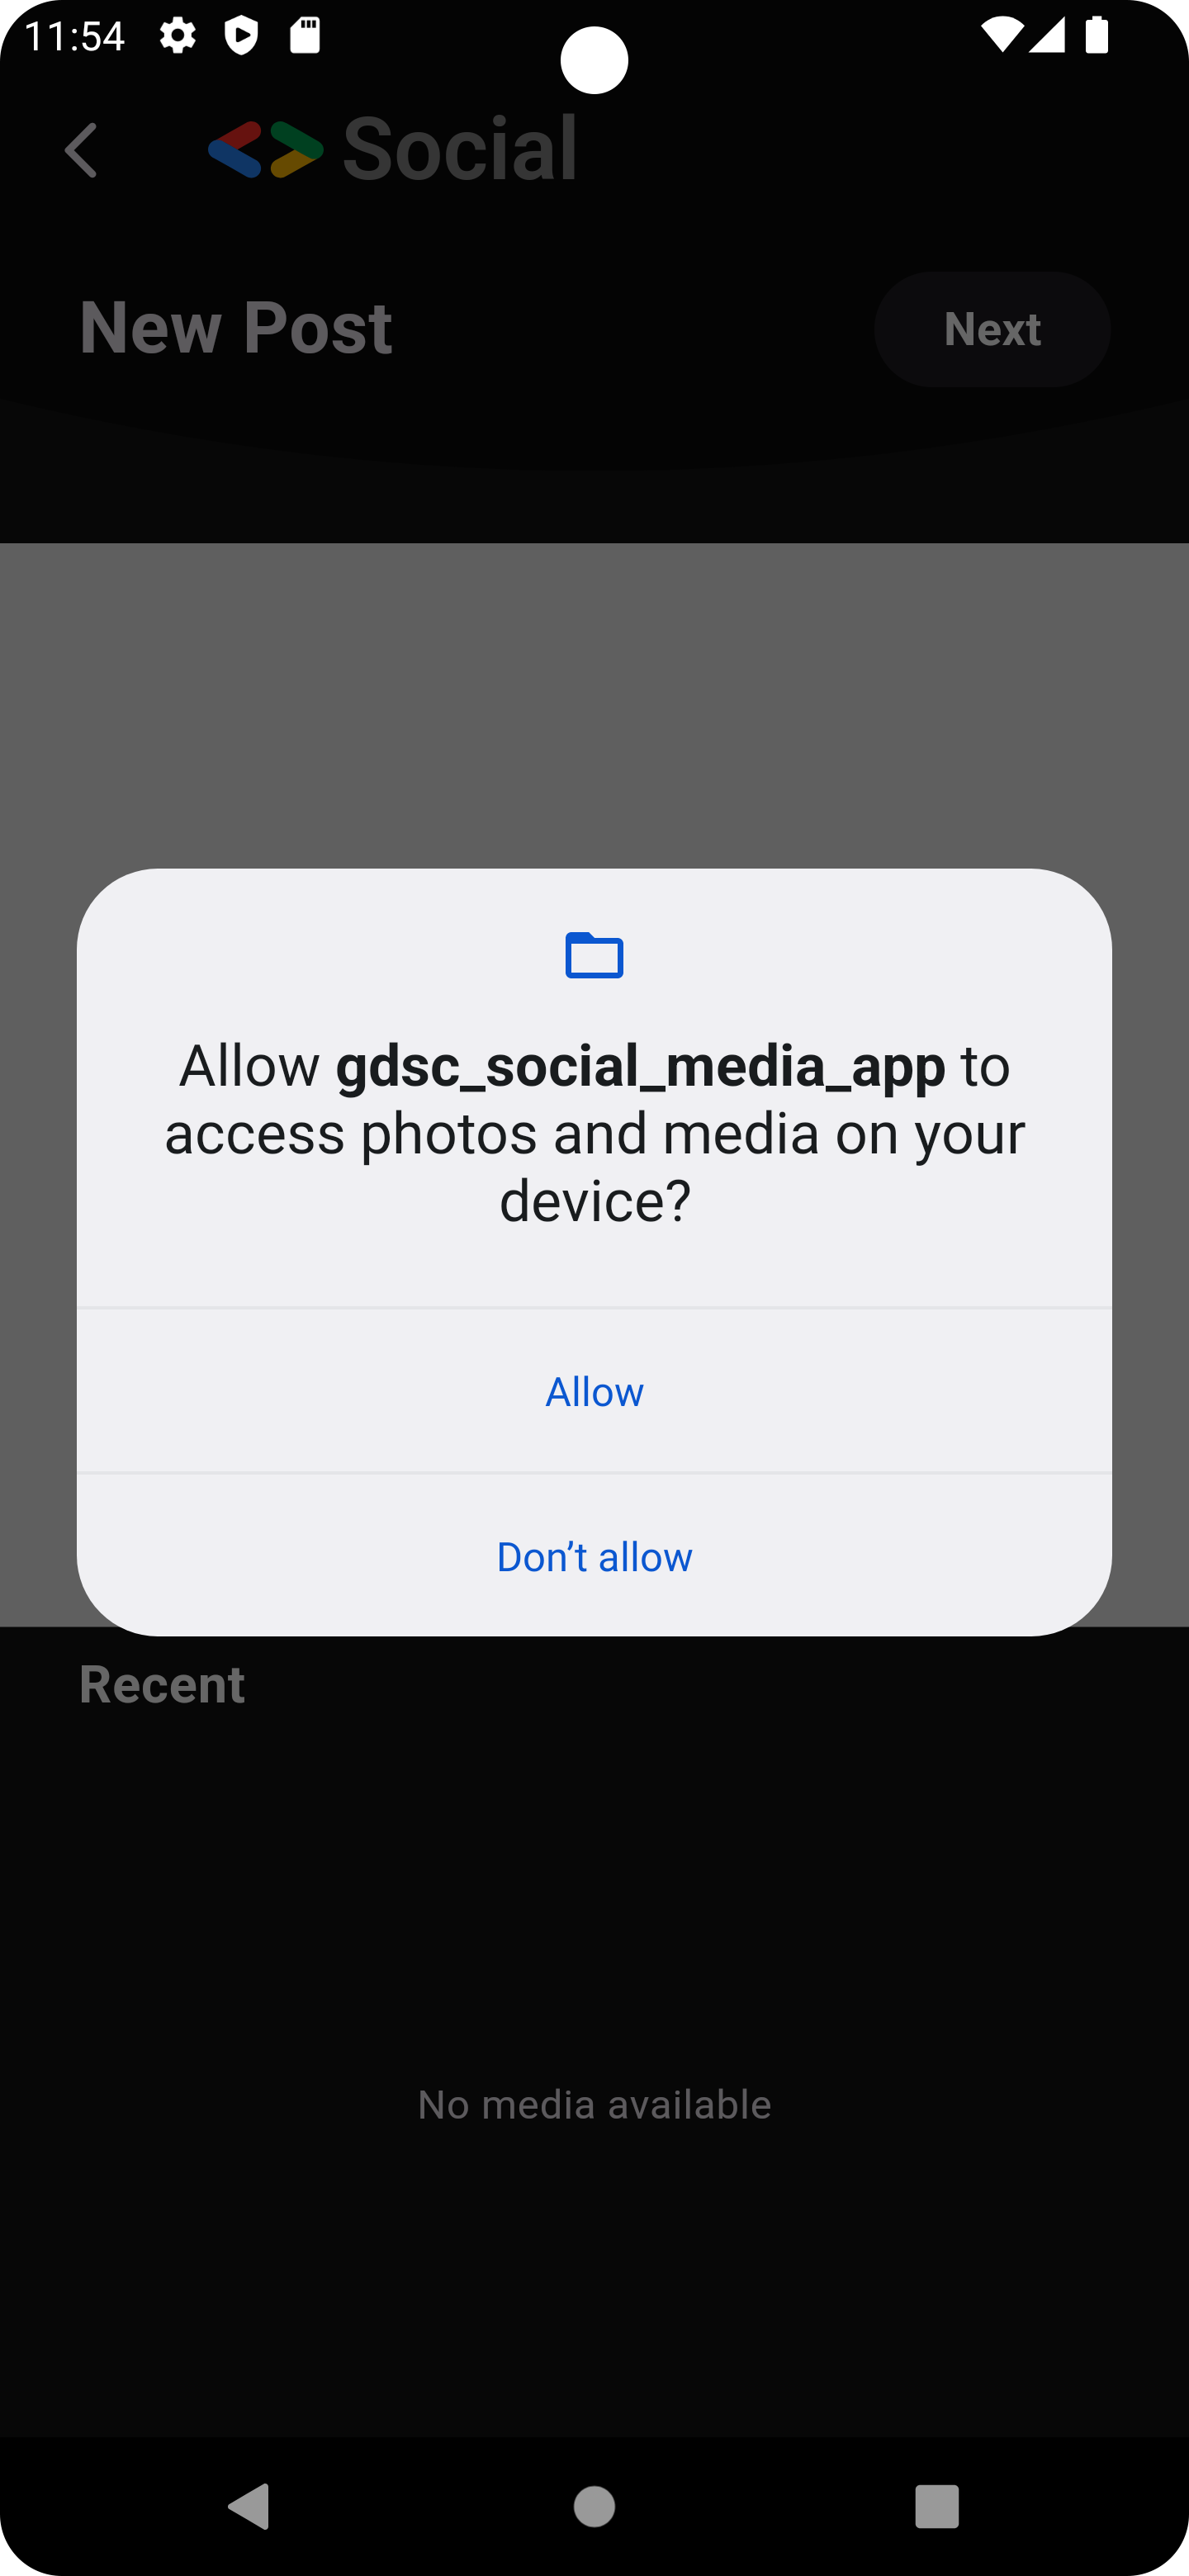 11:54
Social
New Post
Next
Allow gdsc_social_media_app to
access photos and media on your
device?
Allow
Don’t allow
Recent
No media available